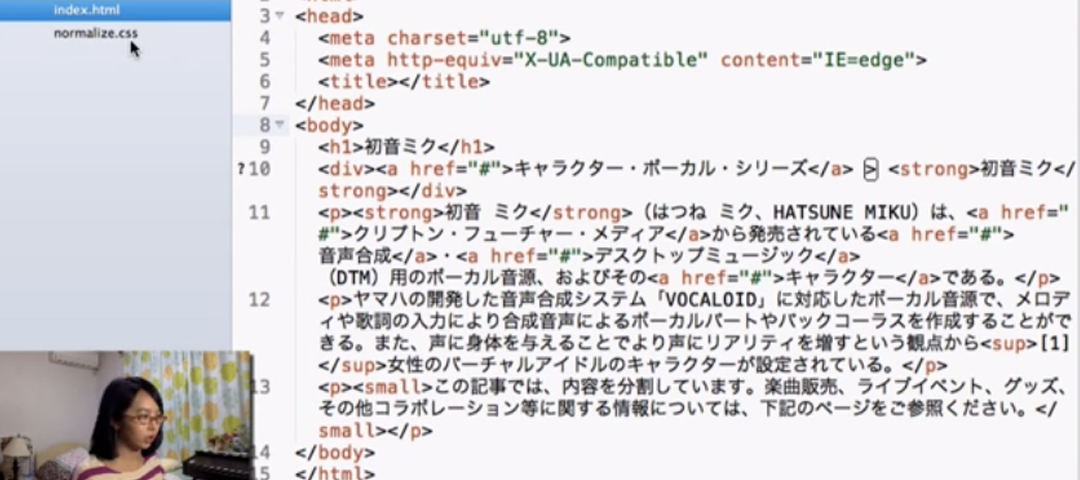 index.html
normalize.css
3 <head>
4 <meta charset="utf-8">
5 <meta http-equiv="X-UA-Compatible" content="IE=edge">
6 <title></title>
7 </head>
8 <body>
9 <h1>初音ミク</h1>
?10 <div><a href="#">キャラクター・ボーカル・シリーズ</a> > <strong>初音ミク</
strong></div>
11 <p><strong>初音 ミク</strong>（はつね ミク、HATSUNE MIKU）は、<a href="
#">クリプトン・フューチャー・メディア</a>から発売されている<a href="#">
音声合成</a>・<a href="#">デスクトップミュージック</a>
（DTM）用のボーカル音源、およびその<a href="#">キャラクター</a>である。</p>
12 <p>ヤマハの開発した音声合成システム「VOCALOID」に対応したボーカル音源で、メロデ
ィや歌詞の入力により合成音声によるボーカルパートやバックコーラスを作成することがで
きる。また、声に身体を与えることでより声にリアリティを増すという観点から<sup>[1]
</sup>女性のバーチャルアイドルのキャラクターが設定されている。</p>
13 <p><small>この記事では、内容を分割しています。楽曲販売、ライブイベント、グッズ、
その他コラボレーション等に関する情報については、下記のページをご参照ください。</
small></p>
14 </body>
15 </html>